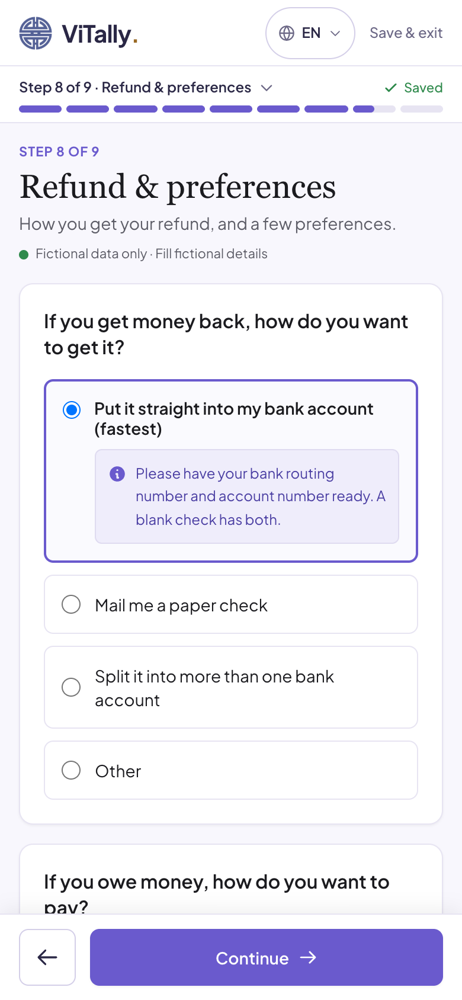 ViTally.
EN
Save & exit
Step 8 of 9 · Refund & preferences
Saved
STEP 8 OF 9
Refund & preferences
How you get your refund, and a few preferences.
Fictional data only · Fill fictional details
If you get money back, how do you want
to get it?
Put it straight into my bank account
(fastest)
Please have your bank routing
number and account number ready. A
blank check has both.
Mail me a paper check
Split it into more than one bank
account
Other
If you owe money, how do you want to
pay?
Continue